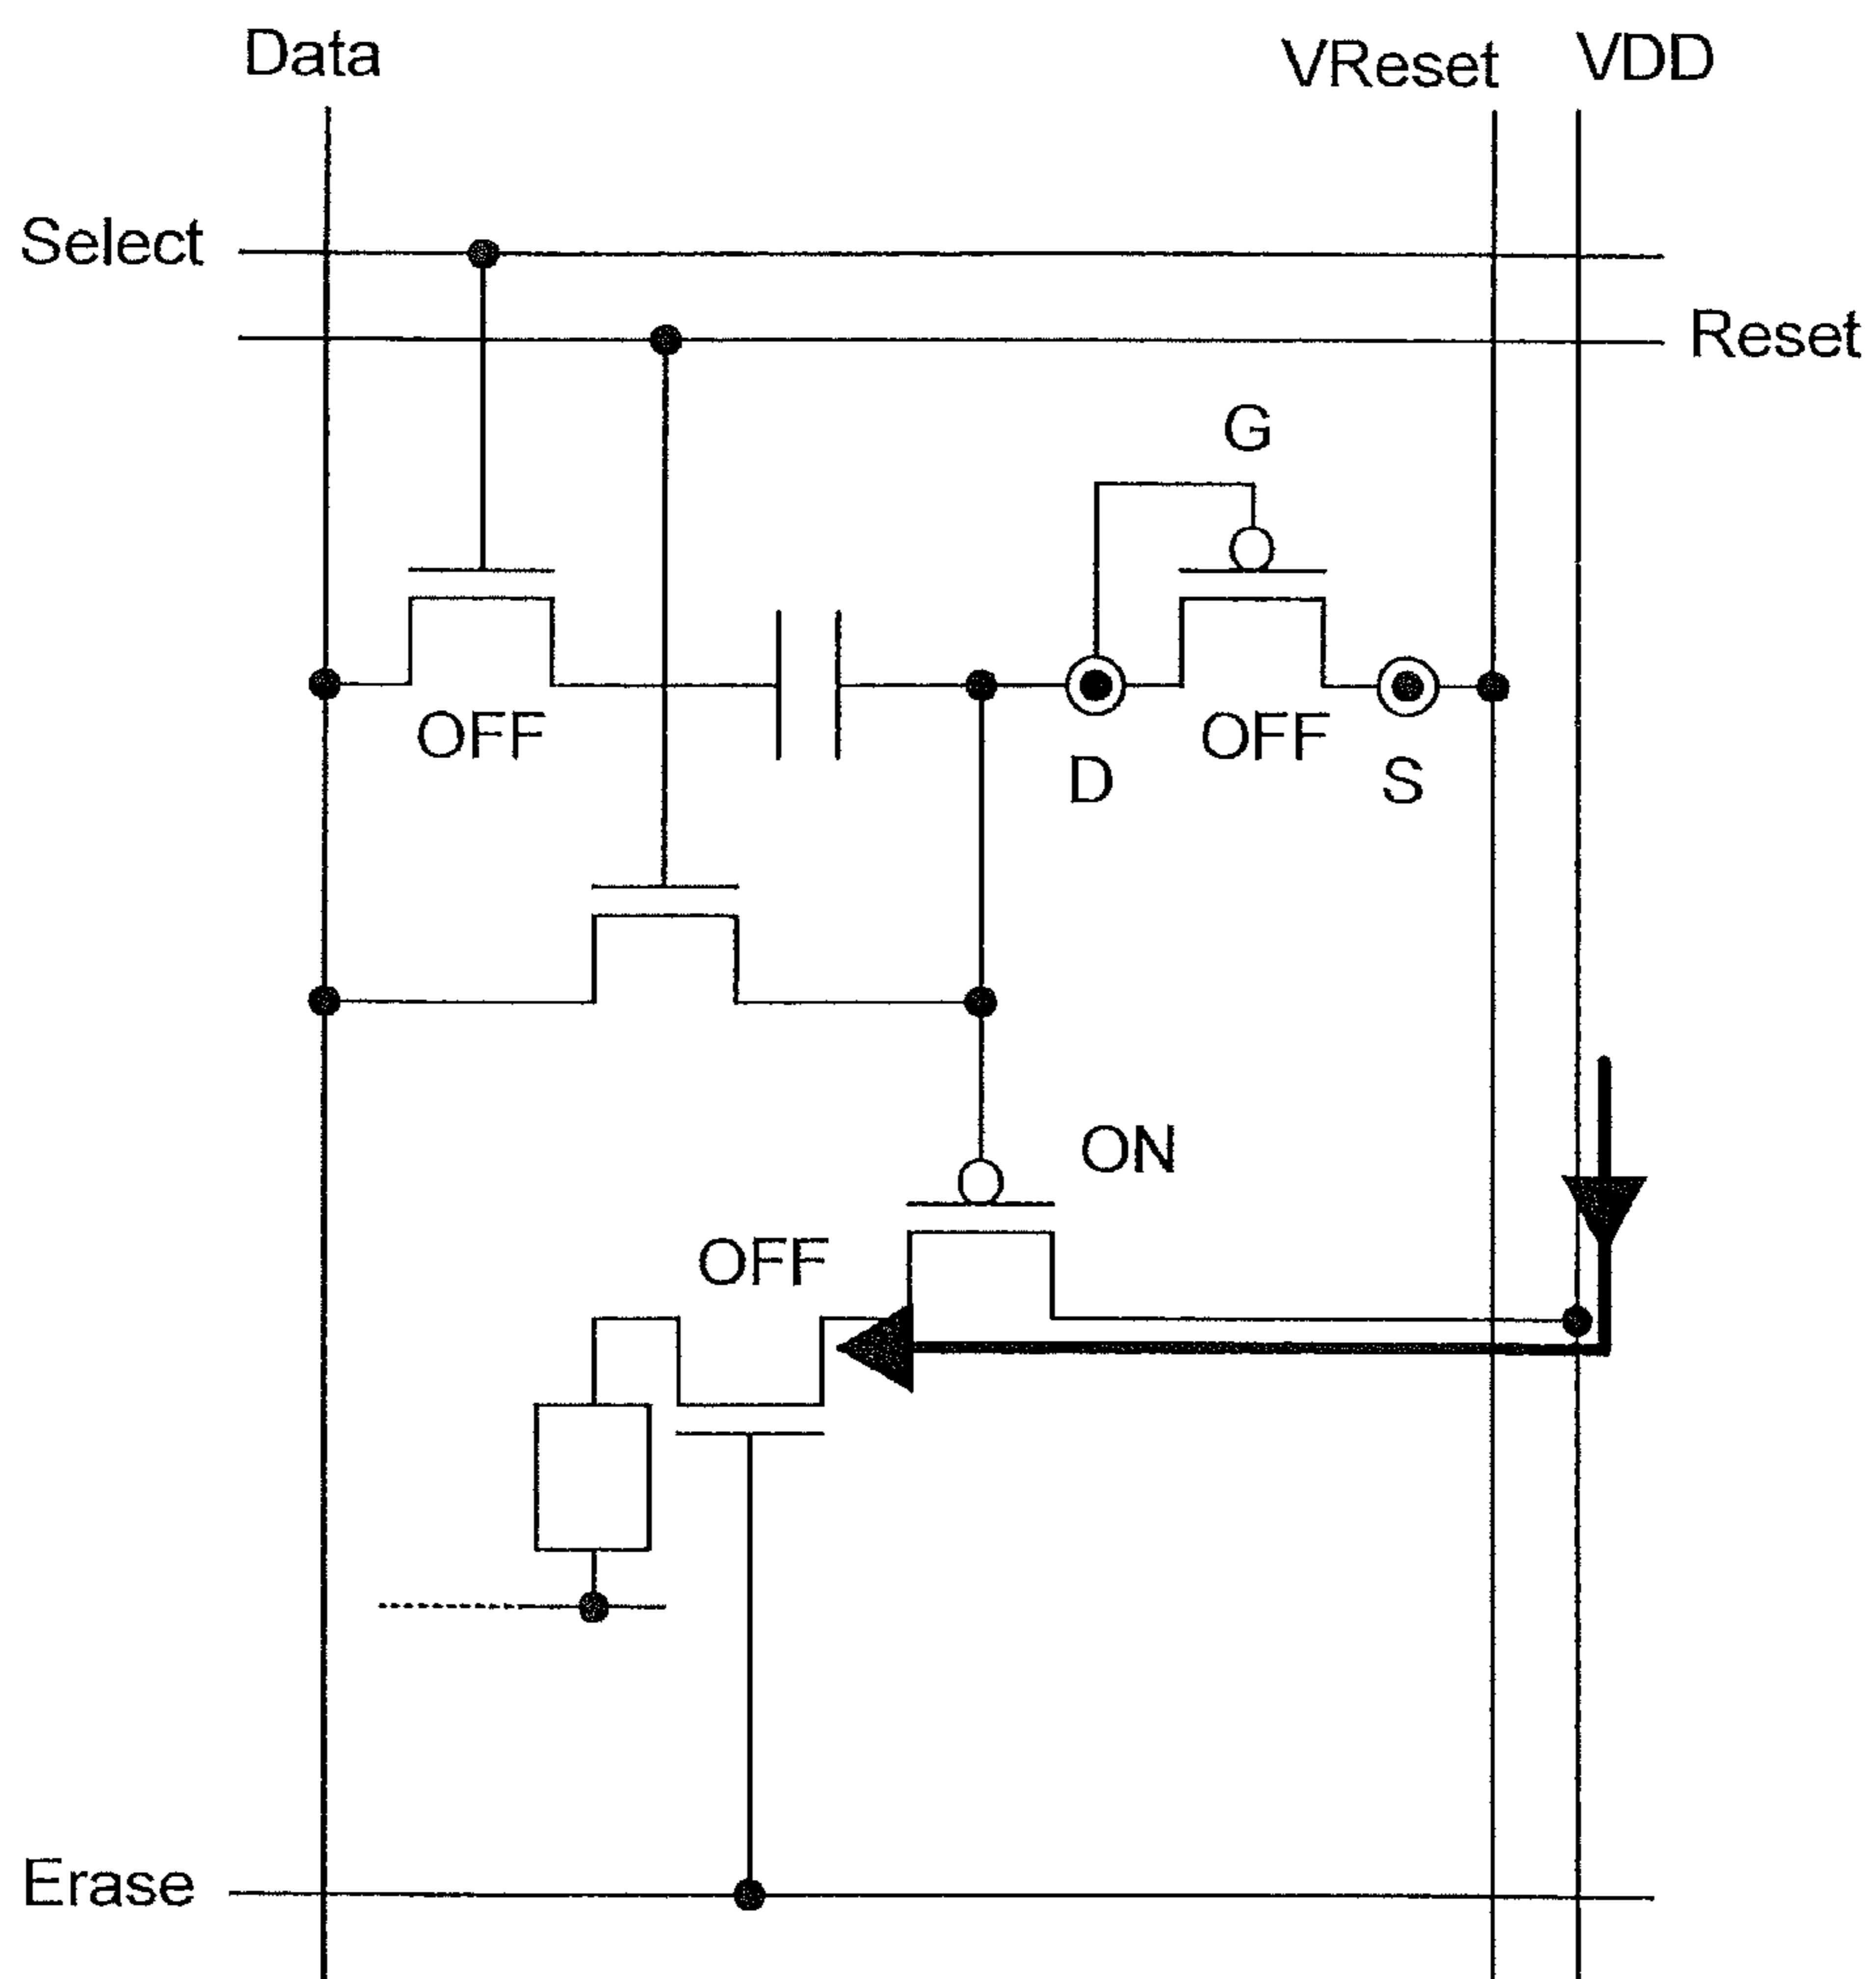 Data
VReset
VDD
Select
Reset
G
OFF
OFF
D
S
ON
OFF
Erase